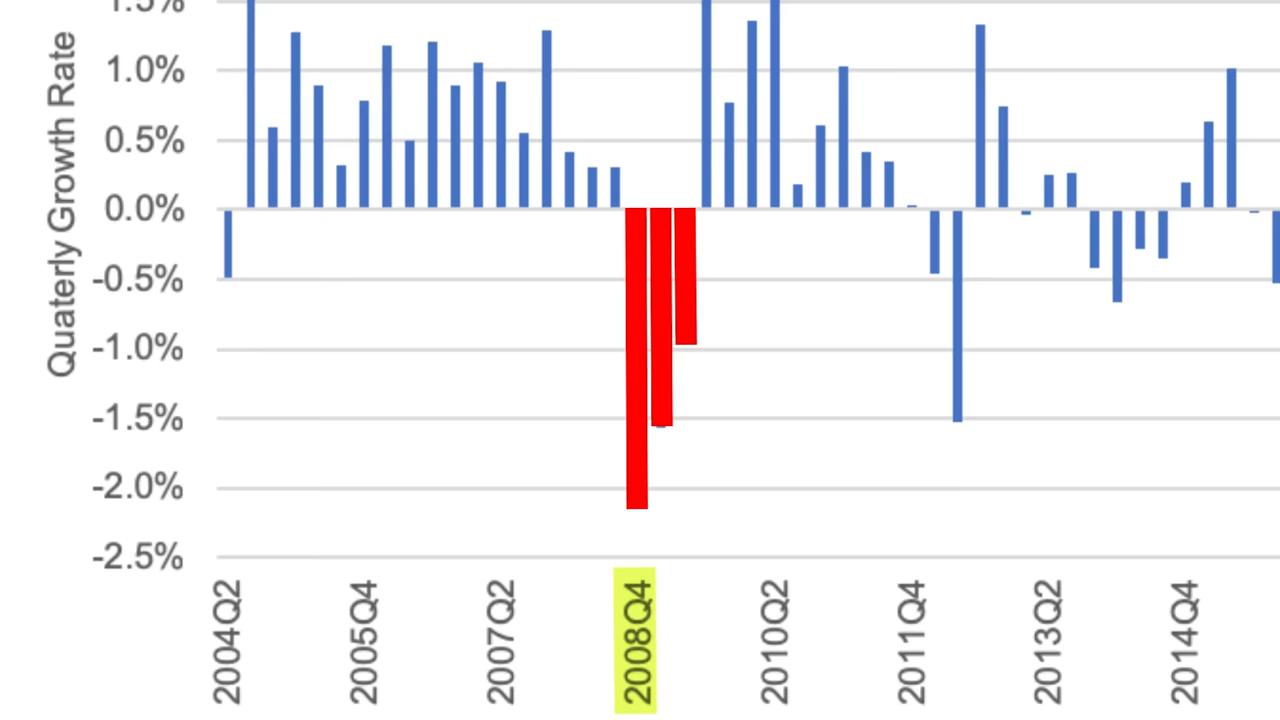 Quaterly Growth Rate
1.5%
1.0%
0.5%
0.0%
-0.5%
-1.0%
-1.5%
-2.0%
-2.5%
2004Q2
2005Q4
2007Q2
2008Q4
2010Q2
2011Q4
2013Q2
2014Q4